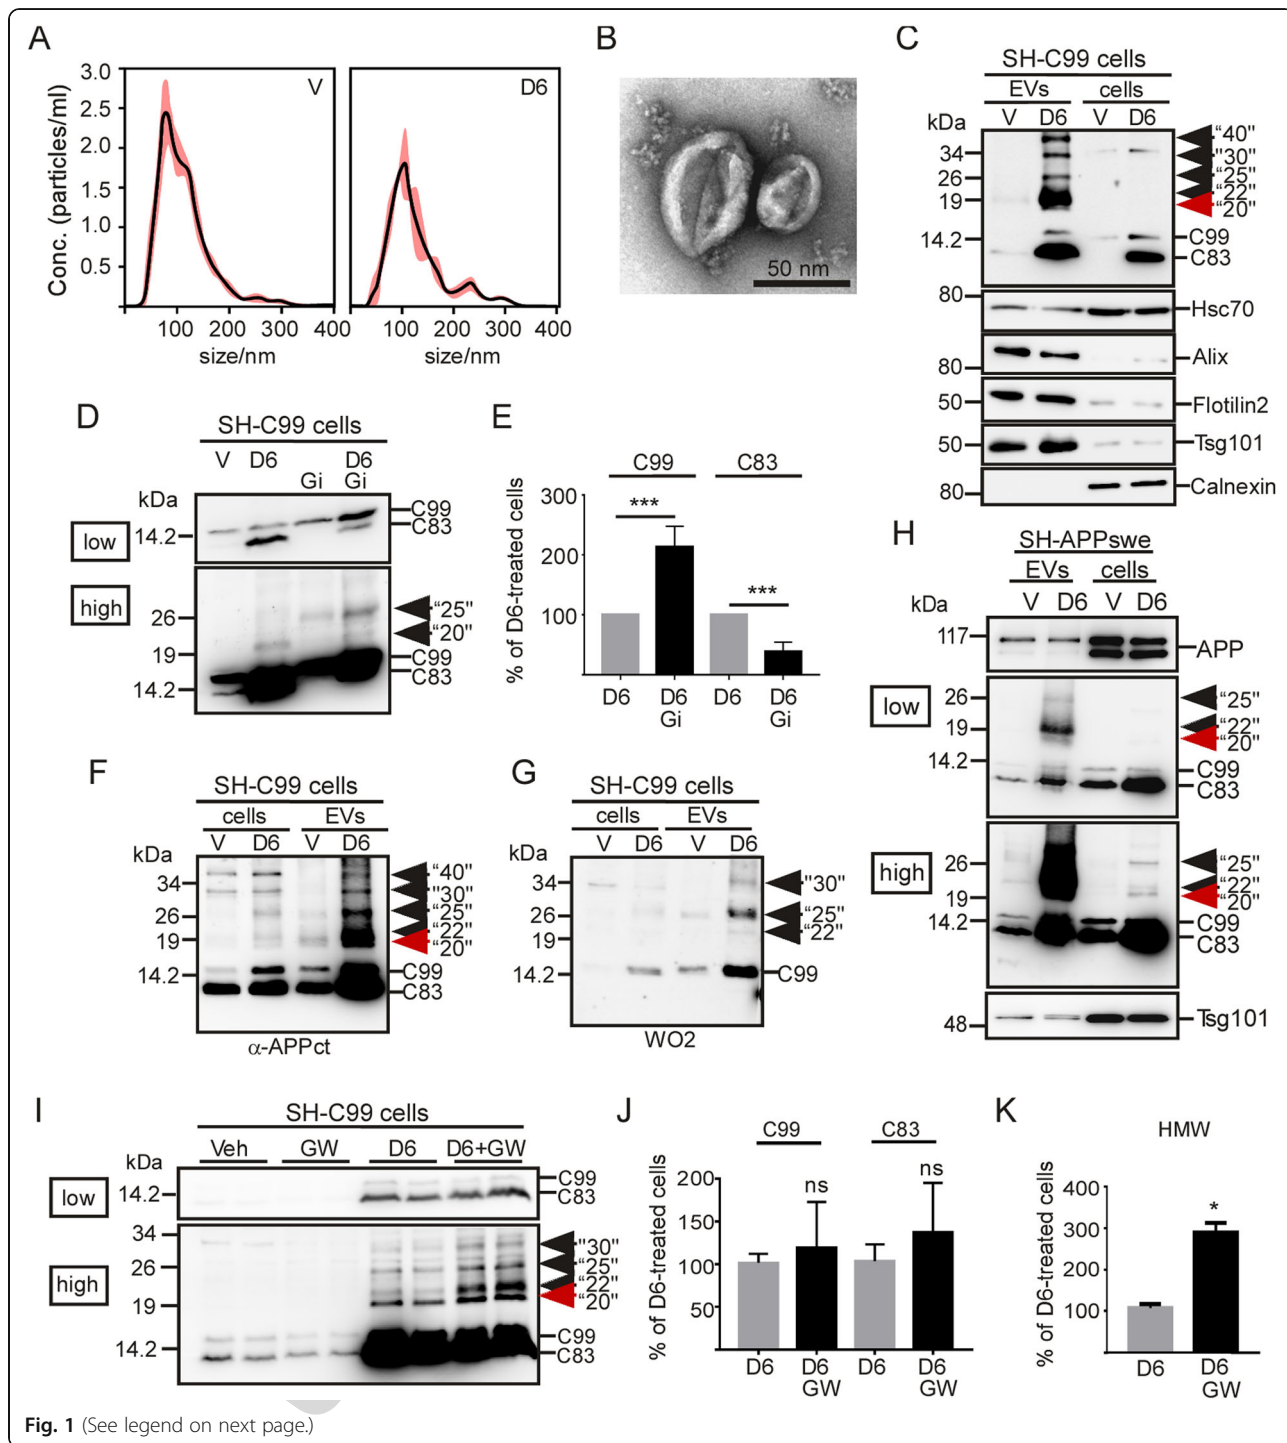 A
Conc. (particles/ml)
3.0
2.5
2.0
1.5
1.0
0.5
V
D6
100 200 300 400
100 200 300 400
size/nm
size/nm
B
50 nm
C
SH-C99 cells
EVs cells
V D6 V D6
kDa
34
26
19
14.2
"40"
"30"
"25"
"22"
"20"
C99
C83
80
Hsc70
80
Alix
50
Flotilin2
50
Tsg101
80
Calnexin
D
SH-C99 cells
V D6 Gi D6 Gi
kDa
low
14.2
C99
C83
high
26
19
14.2
"25"
"20"
C99
C83
E
C99 C83
% of D6-treated cells
300
200
100
***
***
D6 D6 Gi D6 D6 Gi
F
SH-C99 cells
cells EVs
V D6 V D6
kDa
34
26
19
14.2
"40"
"30"
"25"
"22"
"20"
C99
C83
α-APPct
G
SH-C99 cells
cells EVs
V D6 V D6
kDa
34
26
19
14.2
"30"
"25"
"22"
C99
WO2
H
SH-APPswe
EVs cells
V D6 V D6
kDa
117
APP
low
26
19
14.2
"25"
"22"
"20"
C99
C83
high
26
19
14.2
"25"
"22"
"20"
C99
C83
48
Tsg101
I
SH-C99 cells
Veh GW D6 D6+GW
kDa
low
14.2
C99
C83
high
34
26
19
14.2
"30"
"25"
"22"
"20"
C99
C83
J
C99 C83
% of D6-treated cells
200
150
100
50
ns
ns
D6 D6 GW D6 D6 GW
K
HMW
% of D6-treated cells
400
300
200
100
*
D6 D6 GW
Fig. 1 (See legend on next page.)